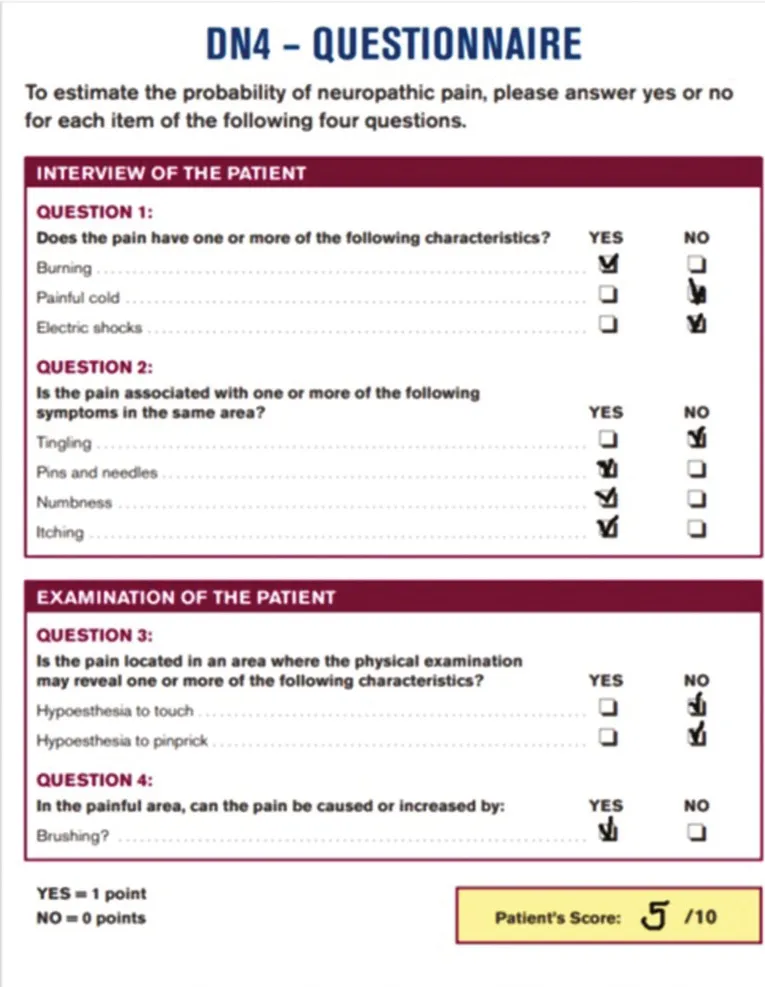 DN4 – QUESTIONNAIRE
To estimate the probability of neuropathic pain, please answer yes or no
for each item of the following four questions.
INTERVIEW OF THE PATIENT
QUESTION 1:
Does the pain have one or more of the following characteristics? YES NO
Burning
Painful cold
Electric shocks
QUESTION 2:
Is the pain associated with one or more of the following
symptoms in the same area? YES NO
Tingling
Pins and needles
Numbness
Itching
EXAMINATION OF THE PATIENT
QUESTION 3:
Is the pain located in an area where the physical examination
may reveal one or more of the following characteristics? YES NO
Hypoesthesia to touch
Hypoesthesia to pinprick
QUESTION 4:
In the painful area, can the pain be caused or increased by: YES NO
Brushing?
YES = 1 point
NO = 0 points
Patient's Score: 5 /10